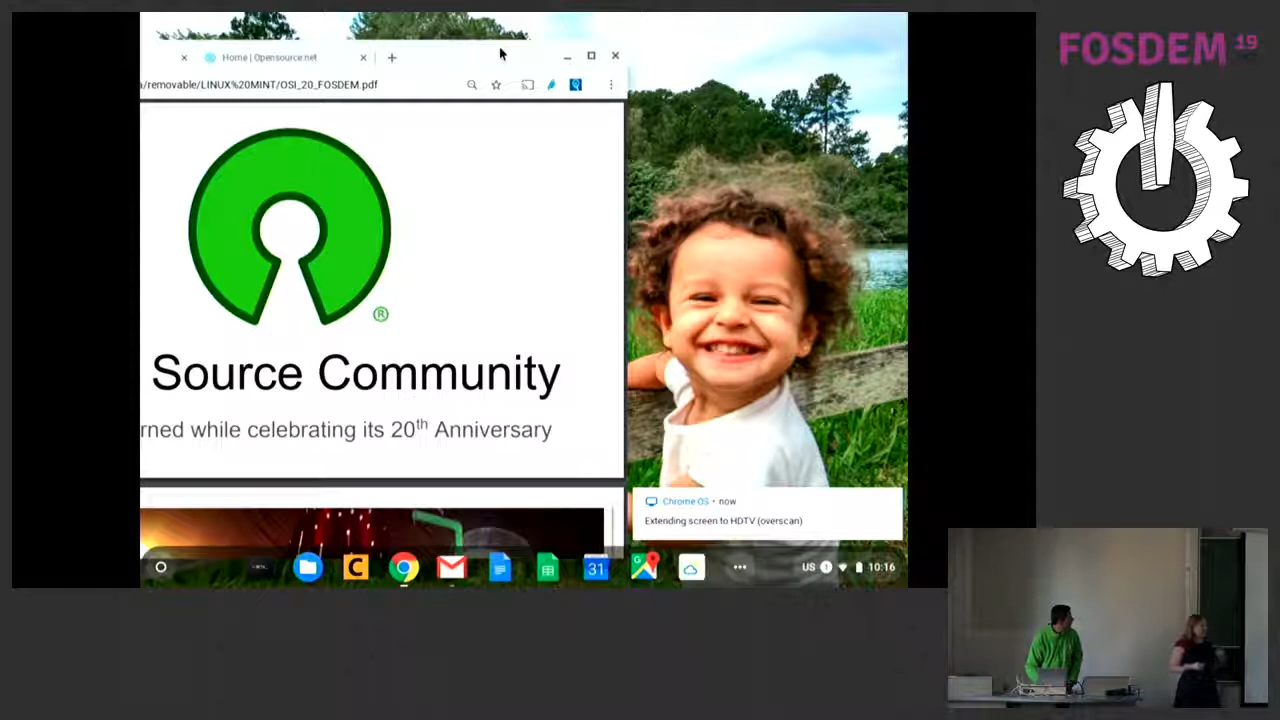 FOSDEM 19
Home | Opensource.net
/removable/LINUX%20MINT/OSI_20_FOSDEM.pdf
®
Source Community
rned while celebrating its 20th Anniversary
Chrome OS • now
Extending screen to HDTV (overscan)
C
31
G
US
10:16